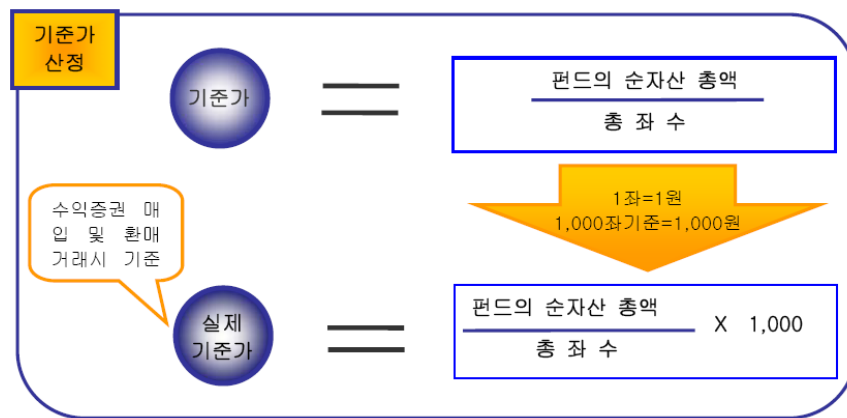 기준가
산정
기준가
펀드의 순자산 총액
총 좌 수
1좌=1원
1,000좌기준=1,000원
수익증권 매
입 및 환매
거래시 기준
실제
기준가
펀드의 순자산 총액
총 좌 수
X 1,000